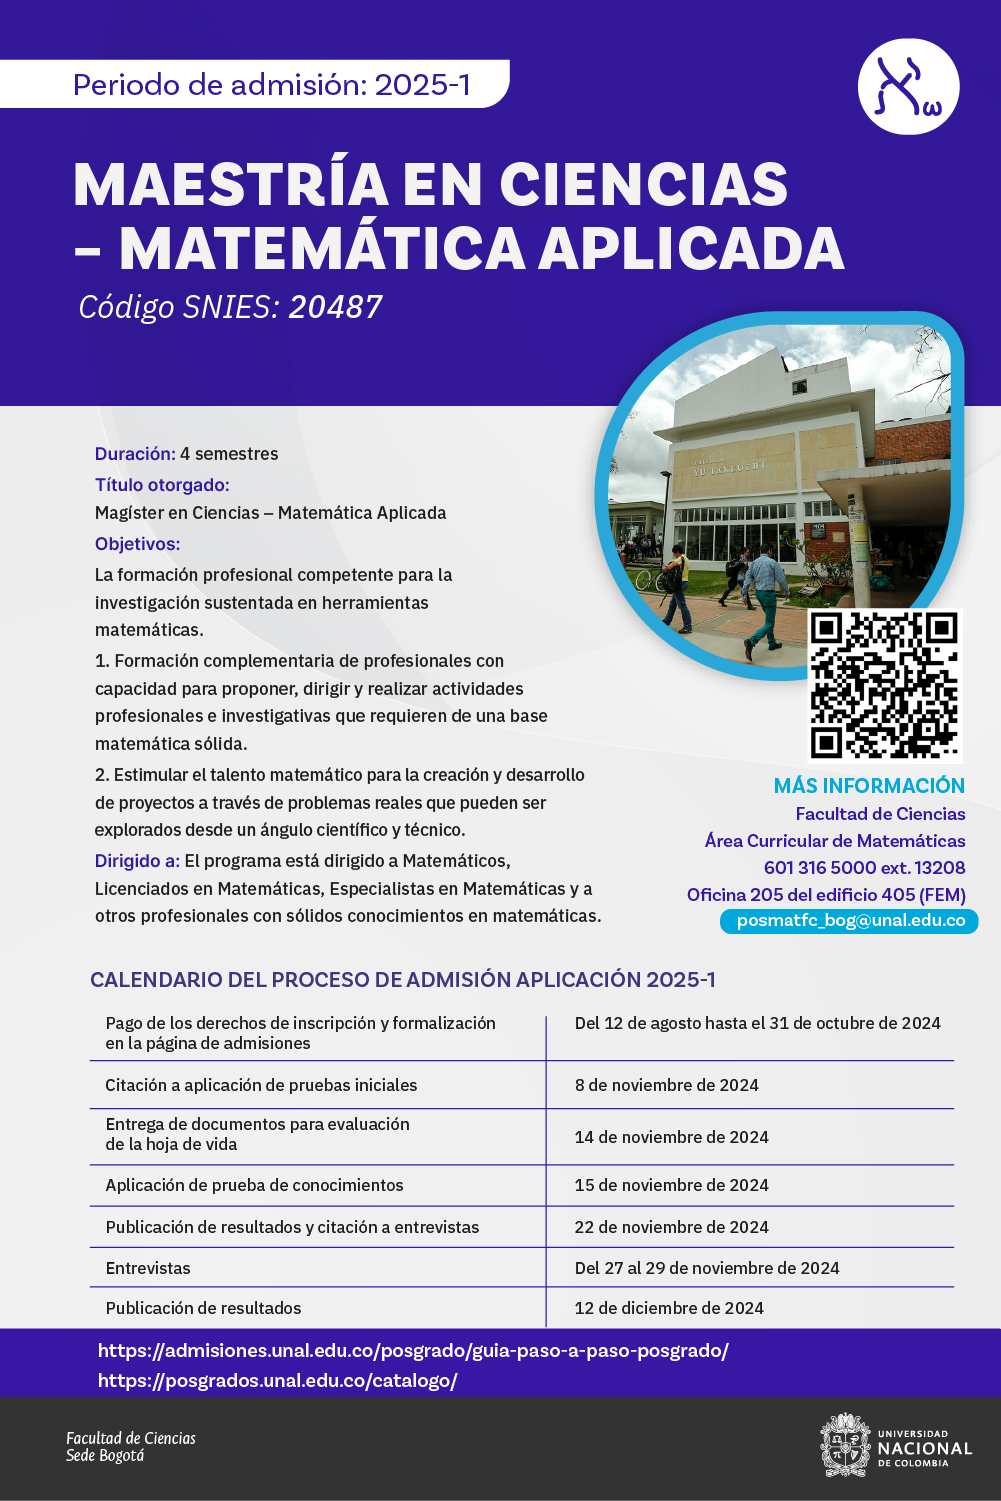 Periodo de admisión: 2025-1
MAESTRÍA EN CIENCIAS
– MATEMÁTICA APLICADA
Código SNIES: 20487
Duración: 4 semestres
Título otorgado:
Magíster en Ciencias – Matemática Aplicada
Objetivos:
La formación profesional competente para la
investigación sustentada en herramientas
matemáticas.
1. Formación complementaria de profesionales con
capacidad para proponer, dirigir y realizar actividades
profesionales e investigativas que requieren de una base
matemática sólida.
2. Estimular el talento matemático para la creación y desarrollo
de proyectos a través de problemas reales que pueden ser
explorados desde un ángulo científico y técnico.
Dirigido a: El programa está dirigido a Matemáticos,
Licenciados en Matemáticas, Especialistas en Matemáticas y a
otros profesionales con sólidos conocimientos en matemáticas.
YU TAKEUCHI
404
MÁS INFORMACIÓN
Facultad de Ciencias
Área Curricular de Matemáticas
601 316 5000 ext. 13208
Oficina 205 del edificio 405 (FEM)
posmatfc_bog@unal.edu.co
CALENDARIO DEL PROCESO DE ADMISIÓN APLICACIÓN 2025-1
Pago de los derechos de inscripción y formalización
en la página de admisiones
Del 12 de agosto hasta el 31 de octubre de 2024
Citación a aplicación de pruebas iniciales
8 de noviembre de 2024
Entrega de documentos para evaluación
de la hoja de vida
14 de noviembre de 2024
Aplicación de prueba de conocimientos
15 de noviembre de 2024
Publicación de resultados y citación a entrevistas
22 de noviembre de 2024
Entrevistas
Del 27 al 29 de noviembre de 2024
Publicación de resultados
12 de diciembre de 2024
https://admisiones.unal.edu.co/posgrado/guia-paso-a-paso-posgrado/
https://posgrados.unal.edu.co/catalogo/
Facultad de Ciencias
Sede Bogotá
UNIVERSIDAD
NACIONAL
DE COLOMBIA